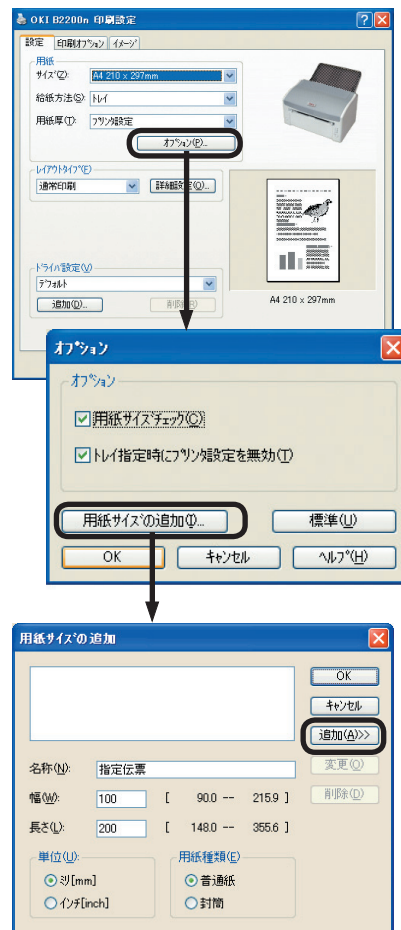 OKI B2200n 印刷設定
設定 印刷オプション イメージ
用紙
サイズ(Z): A4 210 x 297mm
給紙方法(S): トレイ
用紙厚(T): プリンタ設定
オプション(P)...
レイアウトタイプ(E)
通常印刷 詳細設定(O)...
ドライバ設定(V)
デフォルト
追加(D)... 削除(R)
A4 210 x 297mm
オプション
オプション
用紙サイズチェック(C)
トレイ指定時にプリンタ設定を無効(T)
用紙サイズの追加(I)... 標準(U)
OK キャンセル ヘルプ(H)
用紙サイズの追加
OK
キャンセル
追加(A)>>
名称(N): 指定伝票 変更(O)
幅(W): 100 [ 90.0 -- 215.9 ] 削除(D)
長さ(L): 200 [ 148.0 -- 355.6 ]
単位(U): 用紙種類(E)
ミリ[mm] 普通紙
インチ[inch] 封筒